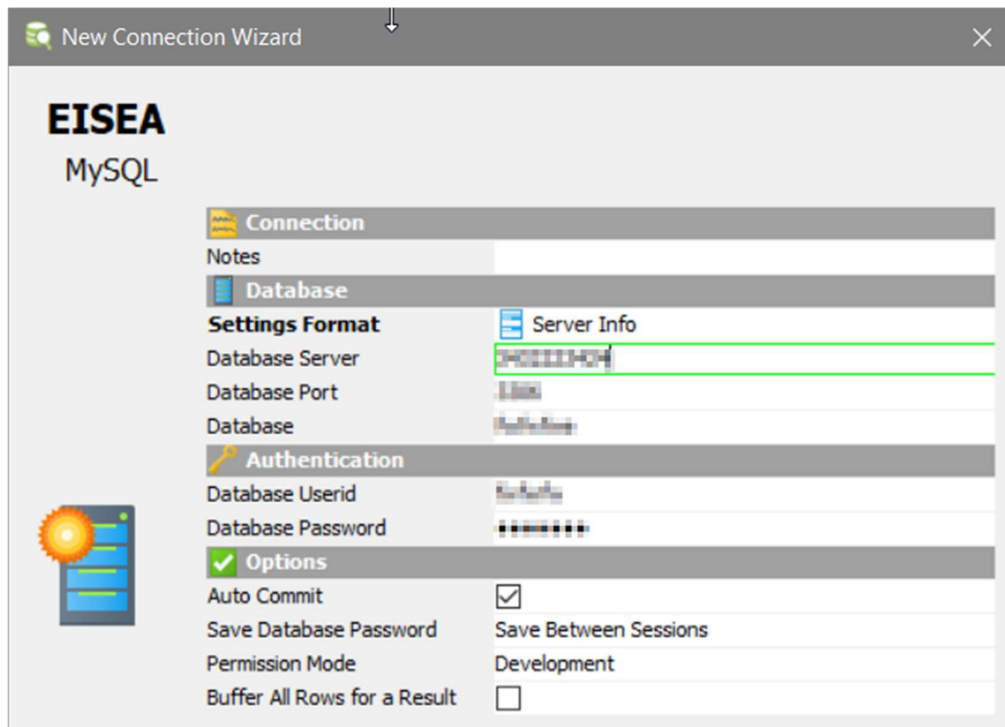 New Connection Wizard
EISEA
MySQL
Connection
Notes
Database
Settings Format Server Info
Database Server
Database Port
Database
Authentication
Database Userid
Database Password
Options
Auto Commit
Save Database Password Save Between Sessions
Permission Mode Development
Buffer All Rows for a Result